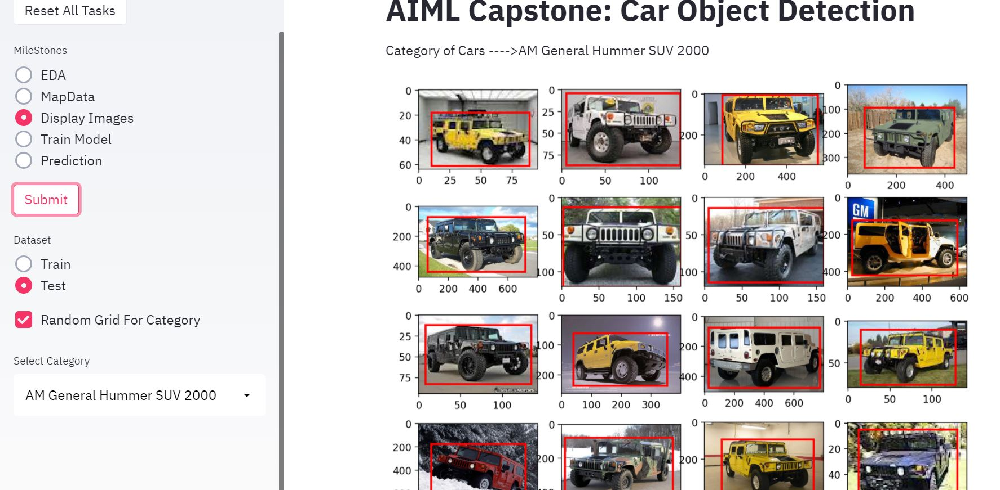 Reset All Tasks
MileStones
EDA
MapData
Display Images
Train Model
Prediction
Submit
Dataset
Train
Test
Random Grid For Category
Select Category
AM General Hummer SUV 2000
AIML Capstone: Car Object Detection
Category of Cars ---->AM General Hummer SUV 2000
0
20
40
60
0 25 50 75
0
25
50
75
0 50 100
0
200
0 200 400
0
100
200
300
0 200 400
0
200
400
0 200 400 600
0
50
100
0 50 100 150
0
50
100
0 50 100 150
GM
0
200
400
0 200 400 600
0
25
50
75
0 50 100
0
100
200
0 100 200 300
0
200
400
0 200 400 600
0
50
0 50 100
0
200
400
0
200
0
200
0
20
40